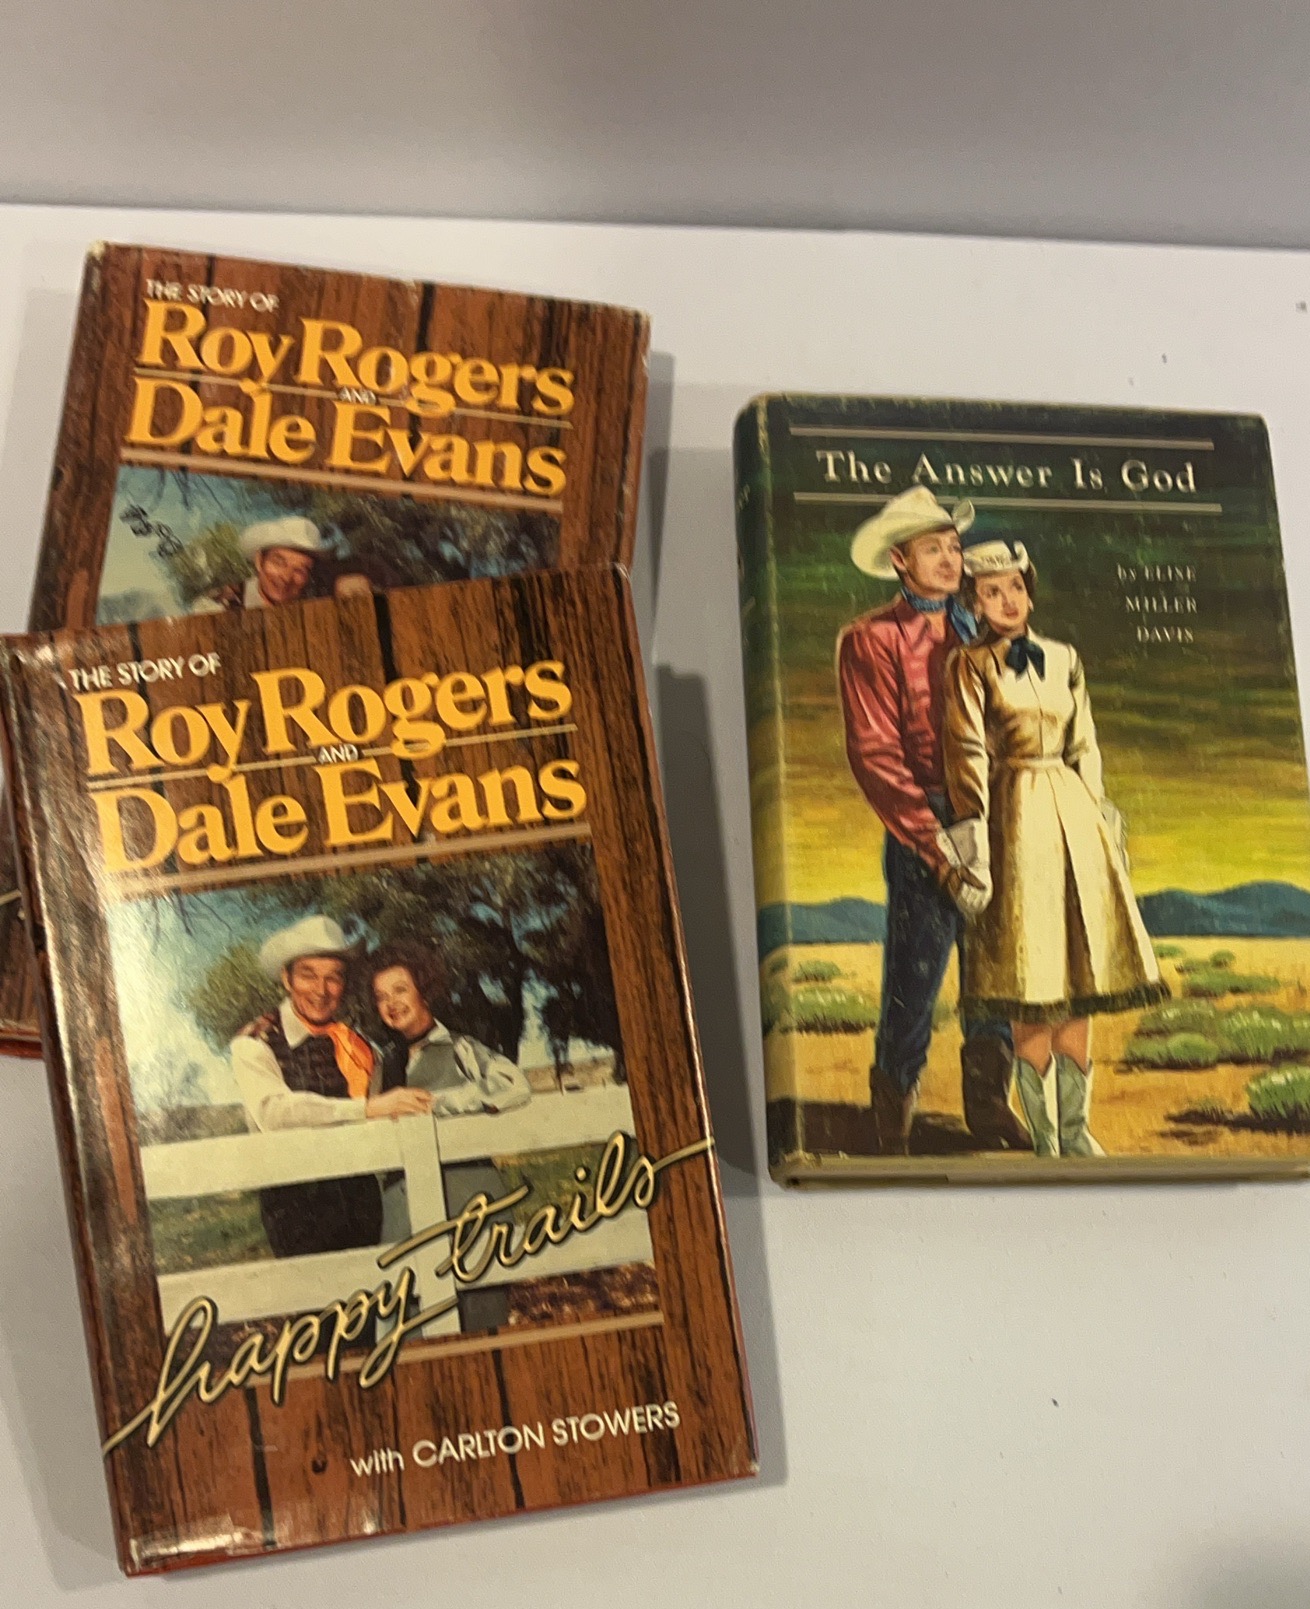 THE STORY OF
Roy Rogers
AND
Dale Evans
THE STORY OF
Roy Rogers
AND
Dale Evans
happy trails
with CARLTON STOWERS
The Answer Is God
by ELISE
MILLER
DAVIS